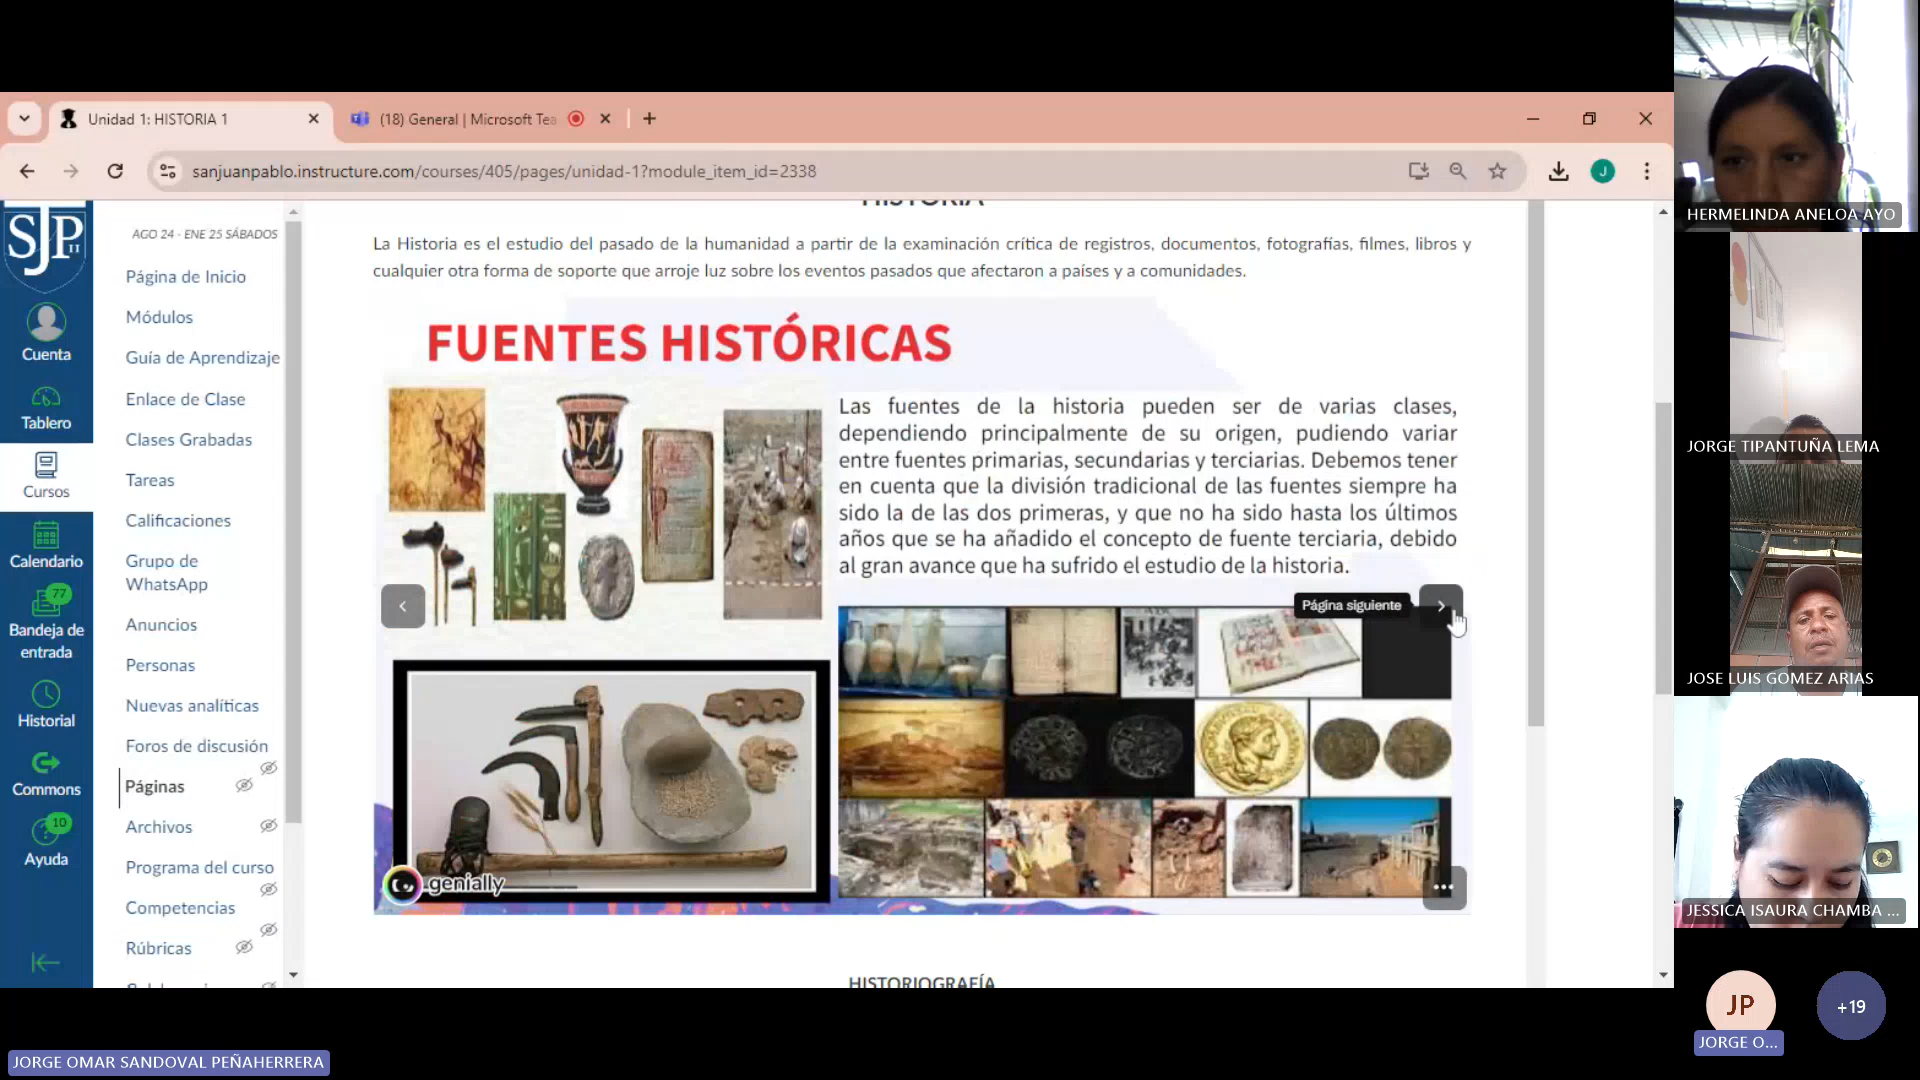 Unidad 1: HISTORIA 1
(18) General | Microsoft Tea
sanjuanpablo.instructure.com/courses/405/pages/unidad-1?module_item_id=2338
J
SJP
II
Cuenta
Tablero
Cursos
Calendario
77
Bandeja de
entrada
Historial
Commons
10
Ayuda
AGO 24 - ENE 25 SÁBADOS
Página de Inicio
Módulos
Guía de Aprendizaje
Enlace de Clase
Clases Grabadas
Tareas
Calificaciones
Grupo de
WhatsApp
Anuncios
Personas
Nuevas analíticas
Foros de discusión
Páginas
Archivos
Programa del curso
Competencias
Rúbricas
HISTORIA
La Historia es el estudio del pasado de la humanidad a partir de la examinación crítica de registros, documentos, fotografías, filmes, libros y
cualquier otra forma de soporte que arroje luz sobre los eventos pasados que afectaron a países y a comunidades.
FUENTES HISTÓRICAS
Las fuentes de la historia pueden ser de varias clases,
dependiendo principalmente de su origen, pudiendo variar
entre fuentes primarias, secundarias y terciarias. Debemos tener
en cuenta que la división tradicional de las fuentes siempre ha
sido la de las dos primeras, y que no ha sido hasta los últimos
años que se ha añadido el concepto de fuente terciaria, debido
al gran avance que ha sufrido el estudio de la historia.
Página siguiente
genially
HISTORIOGRAFÍA
HERMELINDA ANELOA AYO
JORGE TIPANTUÑA LEMA
JOSE LUIS GOMEZ ARIAS
JESSICA ISAURA CHAMBA ...
JP
JORGE O...
+19
JORGE OMAR SANDOVAL PEÑAHERRERA